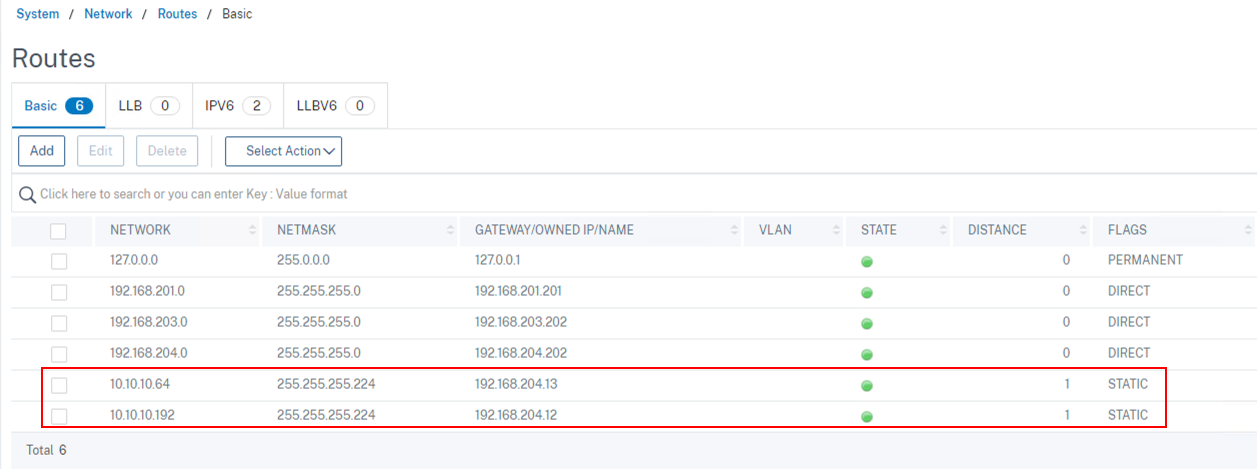 System / Network / Routes / Basic
Routes
Basic 6 LLB 0 IPV6 2 LLBV6 0
Add Edit Delete Select Action
Click here to search or you can enter Key : Value format
NETWORK NETMASK GATEWAY/OWNED IP/NAME VLAN STATE DISTANCE FLAGS
127.0.0.0 255.0.0.0 127.0.0.1 0 PERMANENT
192.168.201.0 255.255.255.0 192.168.201.201 0 DIRECT
192.168.203.0 255.255.255.0 192.168.203.202 0 DIRECT
192.168.204.0 255.255.255.0 192.168.204.202 0 DIRECT
10.10.10.64 255.255.255.224 192.168.204.13 1 STATIC
10.10.10.192 255.255.255.224 192.168.204.12 1 STATIC
Total 6